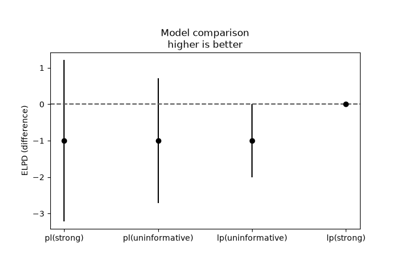 Model comparison
higher is better
ELPD (difference)
1
0
−1
−2
−3
pl(strong)
pl(uninformative)
lp(uninformative)
lp(strong)